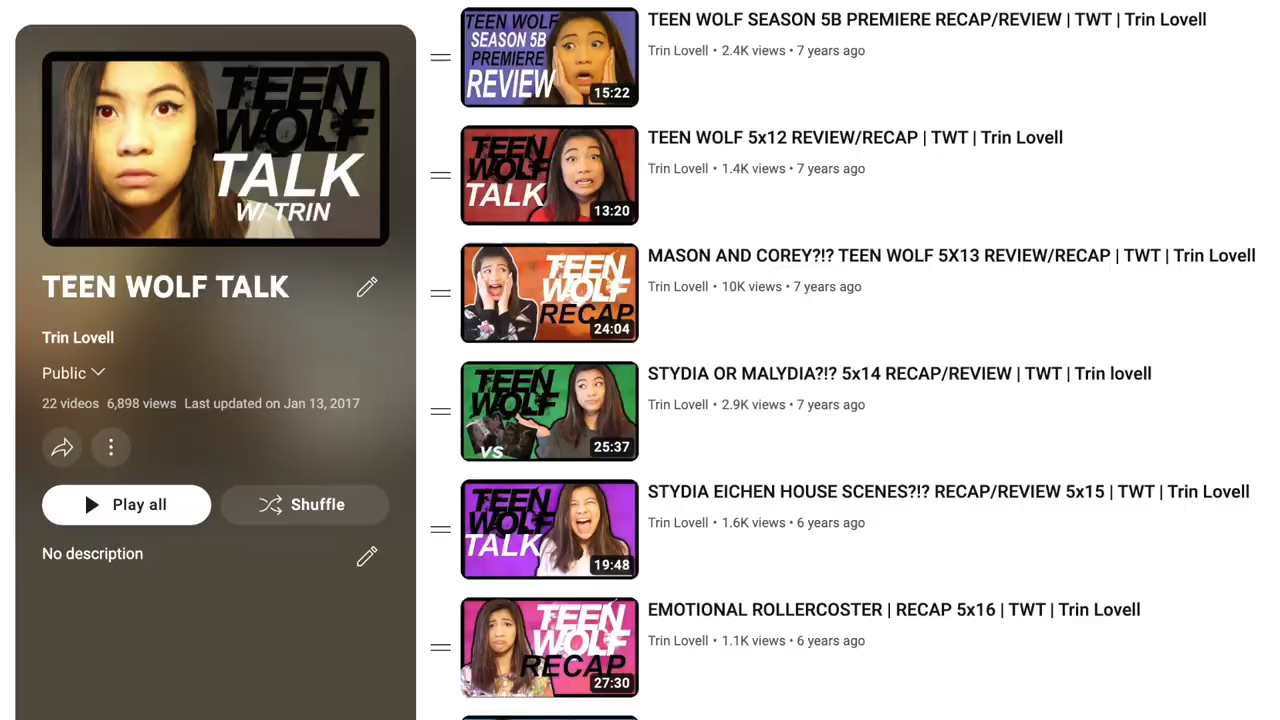 TEEN
WOLF
TALK
W/ TRIN
TEEN WOLF TALK
Trin Lovell
Public
22 videos 6,898 views Last updated on Jan 13, 2017
Play all
Shuffle
No description
TEEN WOLF
SEASON 5B
PREMIERE
REVIEW
15:22
TEEN WOLF SEASON 5B PREMIERE RECAP/REVIEW | TWT | Trin Lovell
Trin Lovell • 2.4K views • 7 years ago
TEEN
WOLF
TALK
13:20
TEEN WOLF 5x12 REVIEW/RECAP | TWT | Trin Lovell
Trin Lovell • 1.4K views • 7 years ago
TEEN
WOLF
RECAP
24:04
MASON AND COREY?!? TEEN WOLF 5X13 REVIEW/RECAP | TWT | Trin Lovell
Trin Lovell • 10K views • 7 years ago
TEEN
WOLF
VS
25:37
STYDIA OR MALYDIA?!? 5x14 RECAP/REVIEW | TWT | Trin lovell
Trin Lovell • 2.9K views • 7 years ago
TEEN
WOLF
TALK
19:48
STYDIA EICHEN HOUSE SCENES?!? RECAP/REVIEW 5x15 | TWT | Trin Lovell
Trin Lovell • 1.6K views • 6 years ago
TEEN
WOLF
RECAP
27:30
EMOTIONAL ROLLERCOSTER | RECAP 5x16 | TWT | Trin Lovell
Trin Lovell • 1.1K views • 6 years ago